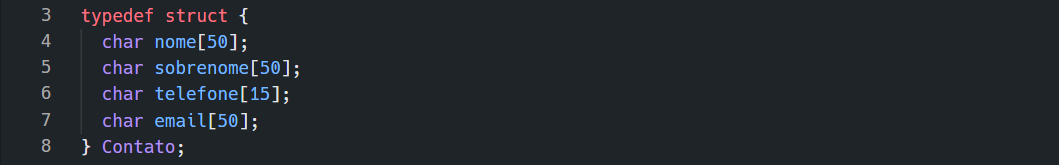 3 typedef struct {
4 char nome[50];
5 char sobrenome[50];
6 char telefone[15];
7 char email[50];
8 } Contato;